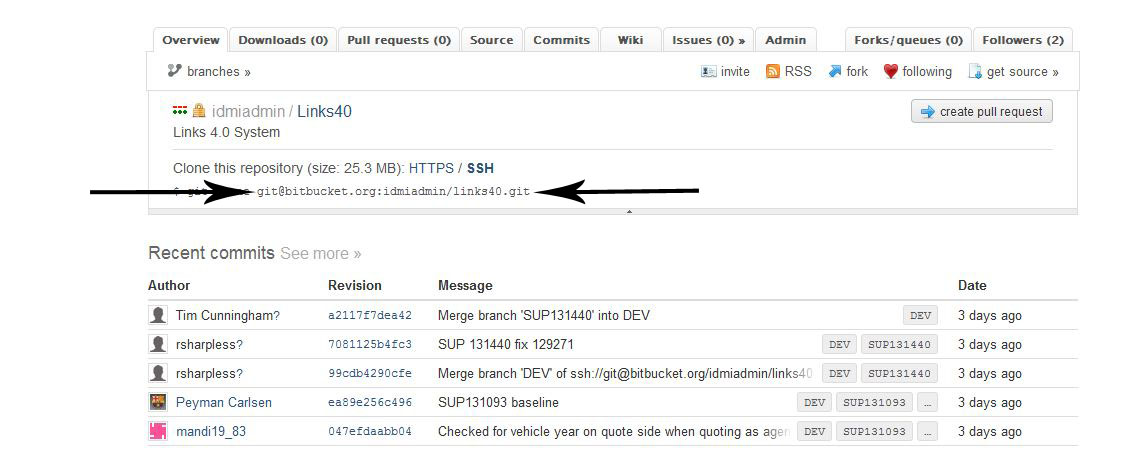 Overview Downloads (0) Pull requests (0) Source Commits Wiki Issues (0) » Admin Forks/queues (0) Followers (2)
branches » invite RSS fork following get source »
idmiadmin / Links40 create pull request
Links 4.0 System
Clone this repository (size: 25.3 MB): HTTPS / SSH
git@bitbucket.org:idmiadmin/links40.git
Recent commits See more »
Author Revision Message Date
Tim Cunningham? a2117f7dea42 Merge branch 'SUP131440' into DEV DEV 3 days ago
rsharpless? 7081125b4fc3 SUP 131440 fix 129271 DEV SUP131440 3 days ago
rsharpless? 99cdb4290cfe Merge branch 'DEV' of ssh://git@bitbucket.org/idmiadmin/links40 DEV SUP131440 3 days ago
Peyman Carlsen ea89e256c496 SUP131093 baseline DEV SUP131093 … 3 days ago
mandi19_83 047efdaabb04 Checked for vehicle year on quote side when quoting as agen DEV SUP131093 … 3 days ago